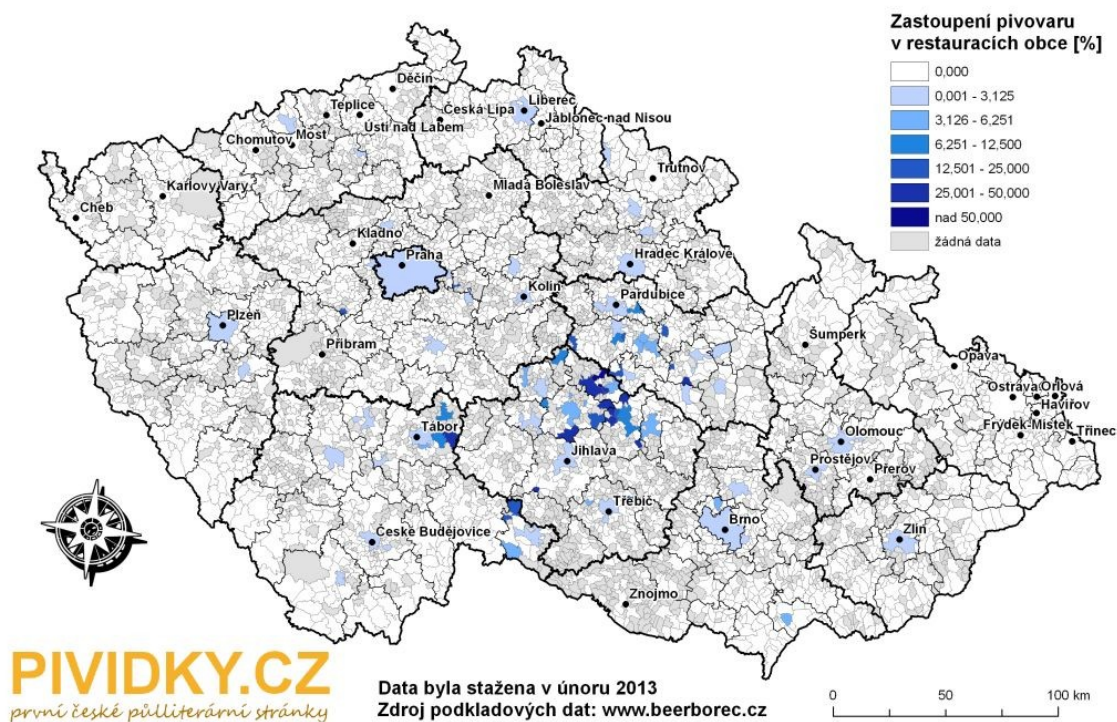 Zastoupení pivovaru
v restauracích obce [%]
0,000
0,001 - 3,125
3,126 - 6,251
6,251 - 12,500
12,501 - 25,000
25,001 - 50,000
nad 50,000
žádná data
Děčín
Teplice
Česká Lípa
Liberec
Ústí nad Labem
Jablonec nad Nisou
Chomutov
Most
Trutnov
Karlovy Vary
Mladá Boleslav
Cheb
Kladno
Praha
Hradec Králové
Kolín
Pardubice
Plzeň
Příbram
Šumperk
Opava
Ostrava
Orlová
Havířov
Tábor
Olomouc
Frýdek-Místek
Třinec
Jihlava
Prostějov
Přerov
Třebíč
Brno
Zlín
České Budějovice
Znojmo
PIVIDKY.CZ
první české půlliterární stránky
Data byla stažena v únoru 2013
Zdroj podkladových dat: www.beerborec.cz
0 50 100 km